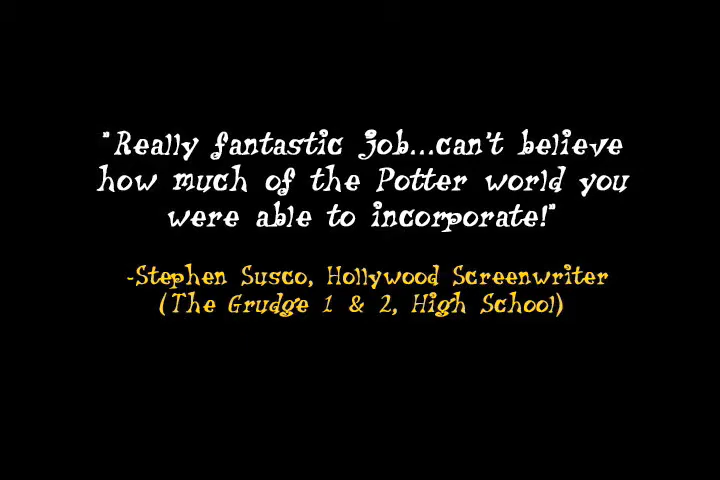 "Really fantastic job...can't believe
how much of the Potter world you
were able to incorporate!"
-Stephen Susco, Hollywood Screenwriter
(The Grudge 1 & 2, High School)